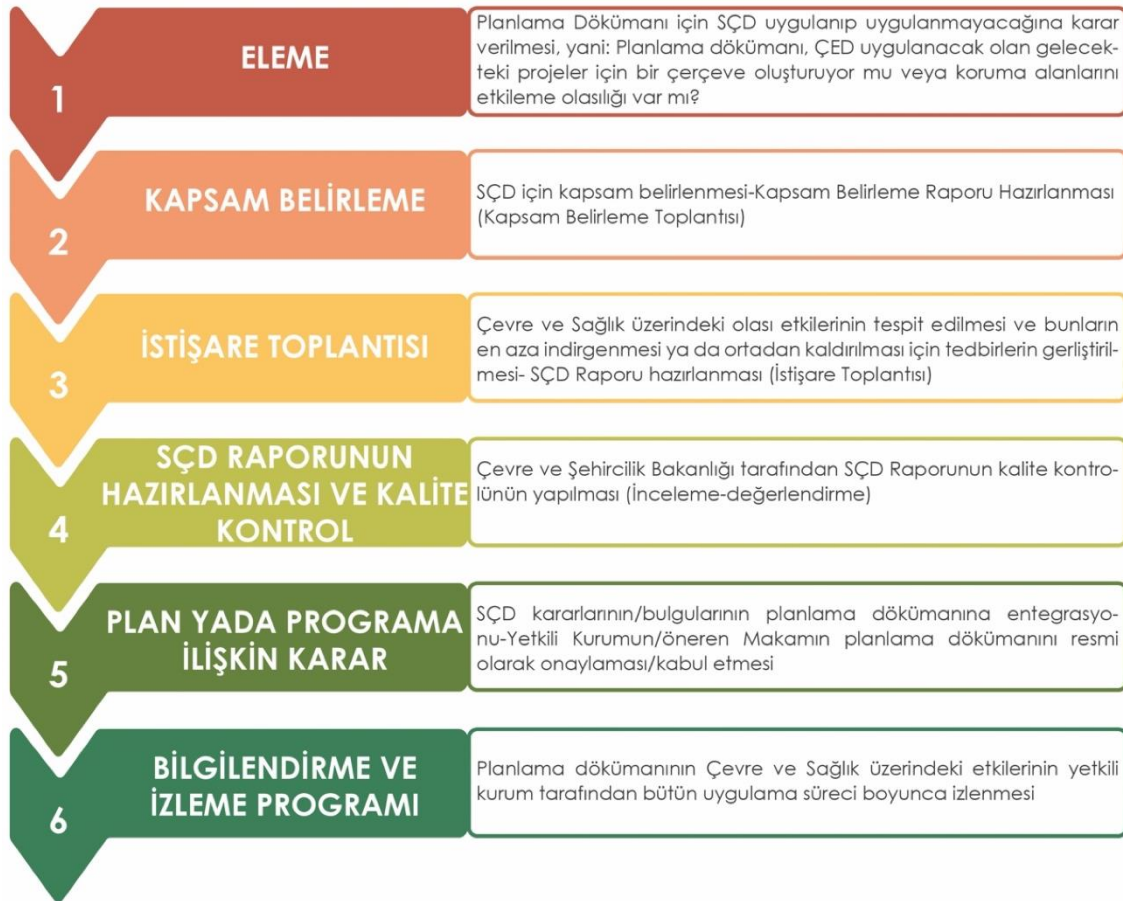 1
ELEME
Planlama Dökümanı için SÇD uygulanıp uygulanmayacağına karar
verilmesi, yani: Planlama dökümanı, ÇED uygulanacak olan gelecek-
teki projeler için bir çerçeve oluşturuyor mu veya koruma alanlarını
etkileme olasılığı var mı?
2
KAPSAM BELİRLEME
SÇD için kapsam belirlenmesi-Kapsam Belirleme Raporu Hazırlanması
(Kapsam Belirleme Toplantısı)
3
İSTİŞARE TOPLANTISI
Çevre ve Sağlık üzerindeki olası etkilerinin tespit edilmesi ve bunların
en aza indirgenmesi ya da ortadan kaldırılması için tedbirlerin gerliştiril-
mesi- SÇD Raporu hazırlanması (İstişare Toplantısı)
4
SÇD RAPORUNUN
HAZIRLANMASI VE KALİTE
KONTROL
Çevre ve Şehircilik Bakanlığı tarafından SÇD Raporunun kalite kontro-
lünün yapılması (İnceleme-değerlendirme)
5
PLAN YADA PROGRAMA
İLİŞKİN KARAR
SÇD kararlarının/bulgularının planlama dökümanına entegrasyo-
nu-Yetkili Kurumun/öneren Makamın planlama dökümanını resmi
olarak onaylaması/kabul etmesi
6
BİLGİLENDİRME VE
İZLEME PROGRAMI
Planlama dökümanının Çevre ve Sağlık üzerindeki etkilerinin yetkili
kurum tarafından bütün uygulama süreci boyunca izlenmesi